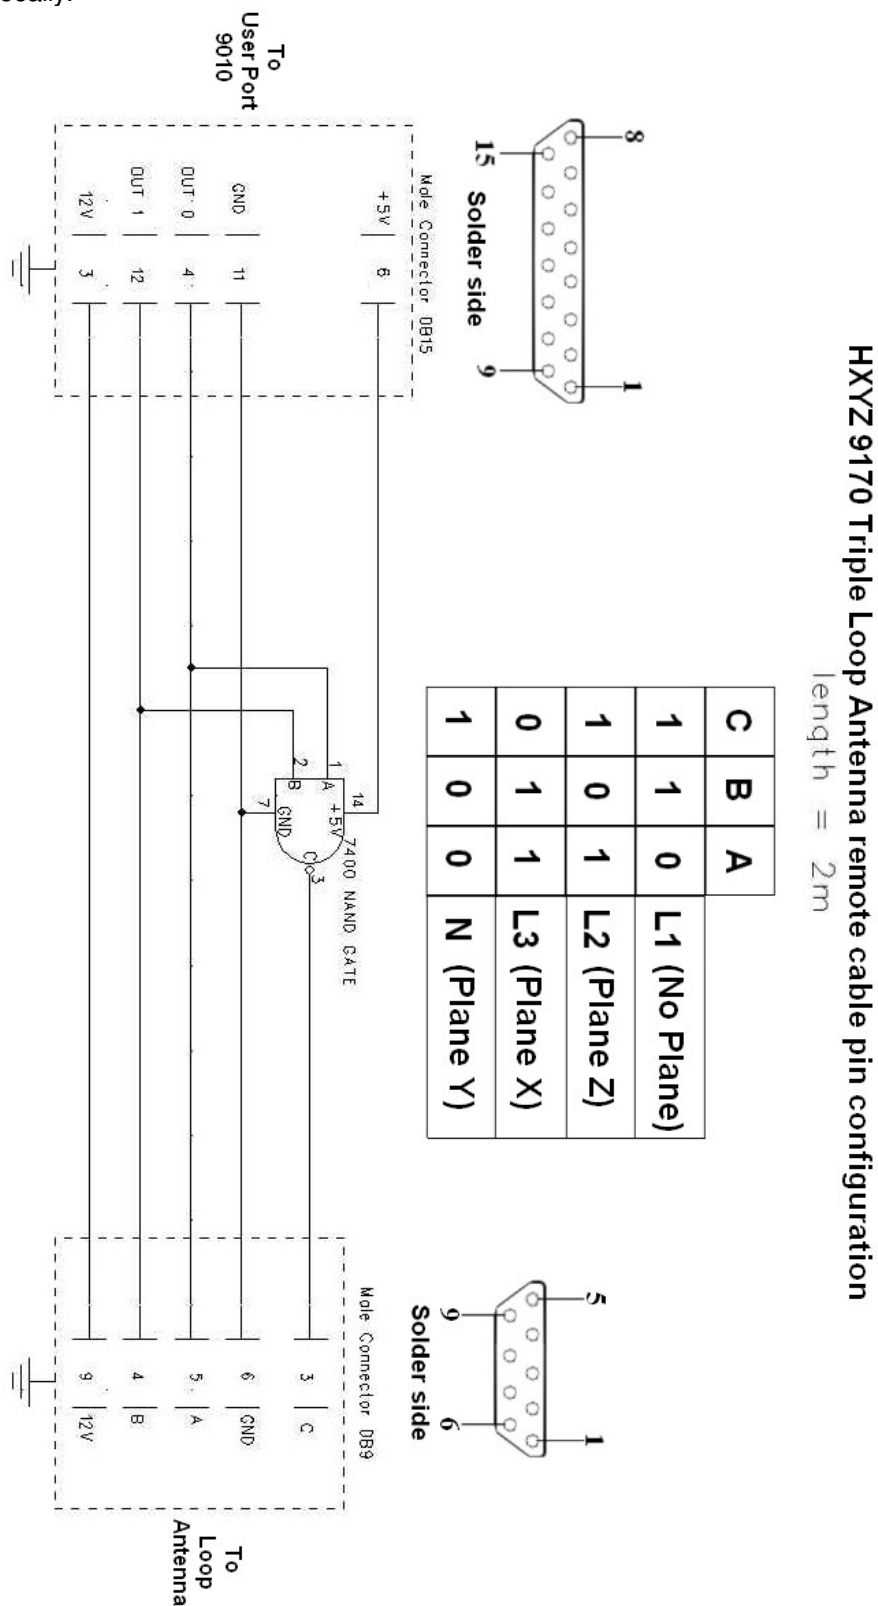 ocally.
HXYZ 9170 Triple Loop Antenna remote cable pin configuration
length = 2m
8
15
Solder side
9
1
C B A
1 1 0 L1 (No Plane)
1 0 1 L2 (Plane Z)
0 1 1 L3 (Plane X)
1 0 0 N (Plane Y)
5
9
Solder side
6
1
To
User Port
9010
Male Connector DB15
+5V 6
GND 11
OUT 0 4
OUT 1 12
12V 3
7400 NAND GATE
14
+5V
1
A
2
B
7
GND
C
3
Male Connector DB9
3 C
6 GND
5 A
4 B
9 12V
To
Loop
Antenna